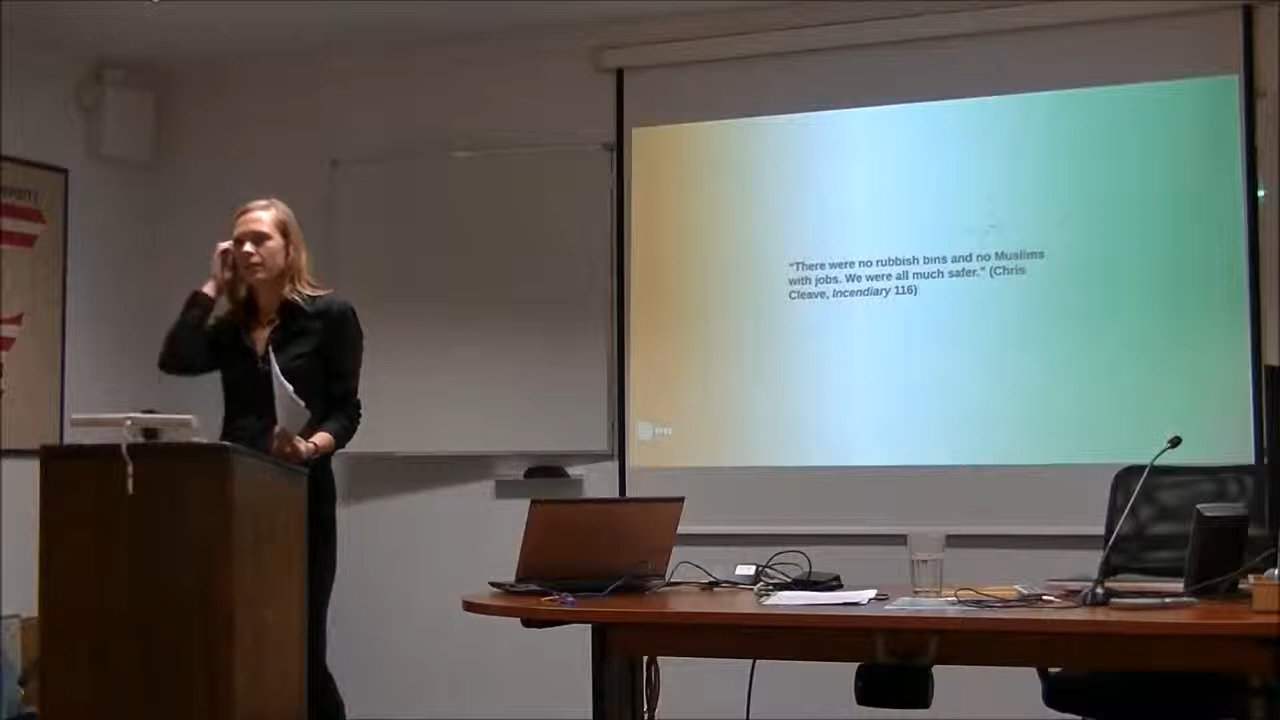 “There were no rubbish bins and no Muslims
with jobs. We were all much safer.” (Chris
Cleave, Incendiary 116)